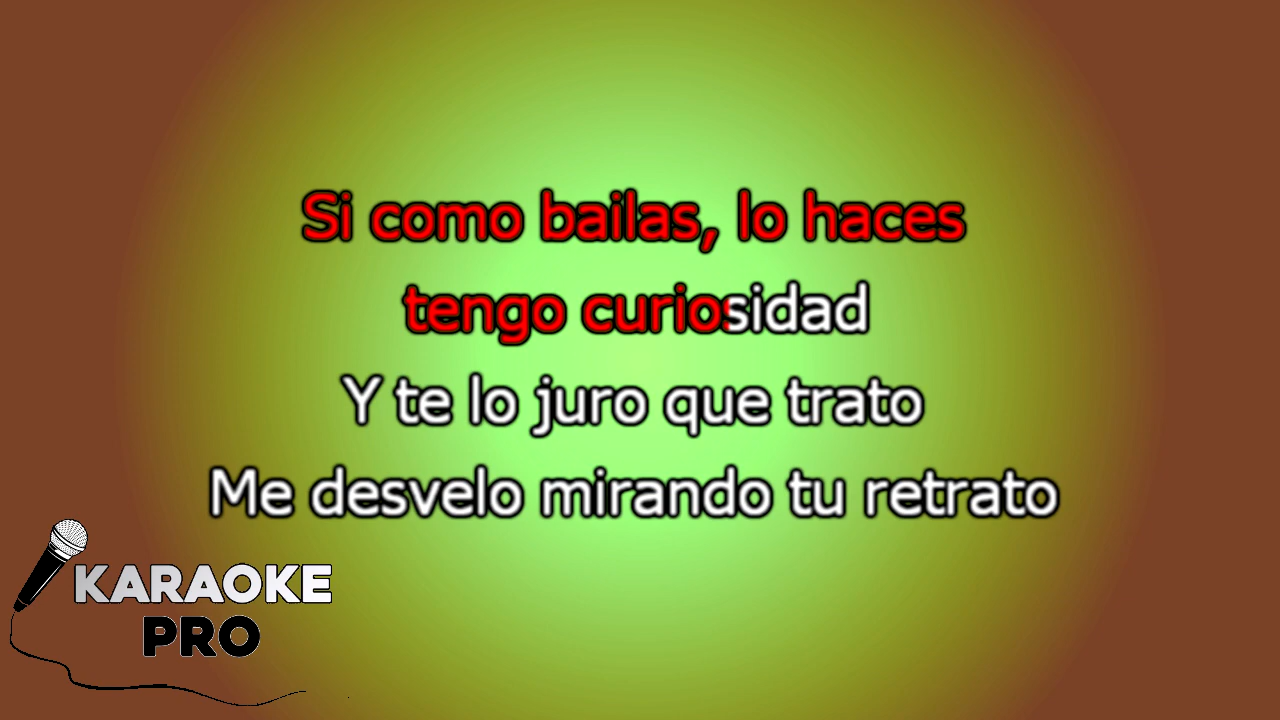 Si como bailas, lo haces
tengo curiosidad
Y te lo juro que trato
Me desvelo mirando tu retrato
KARAOKE
PRO